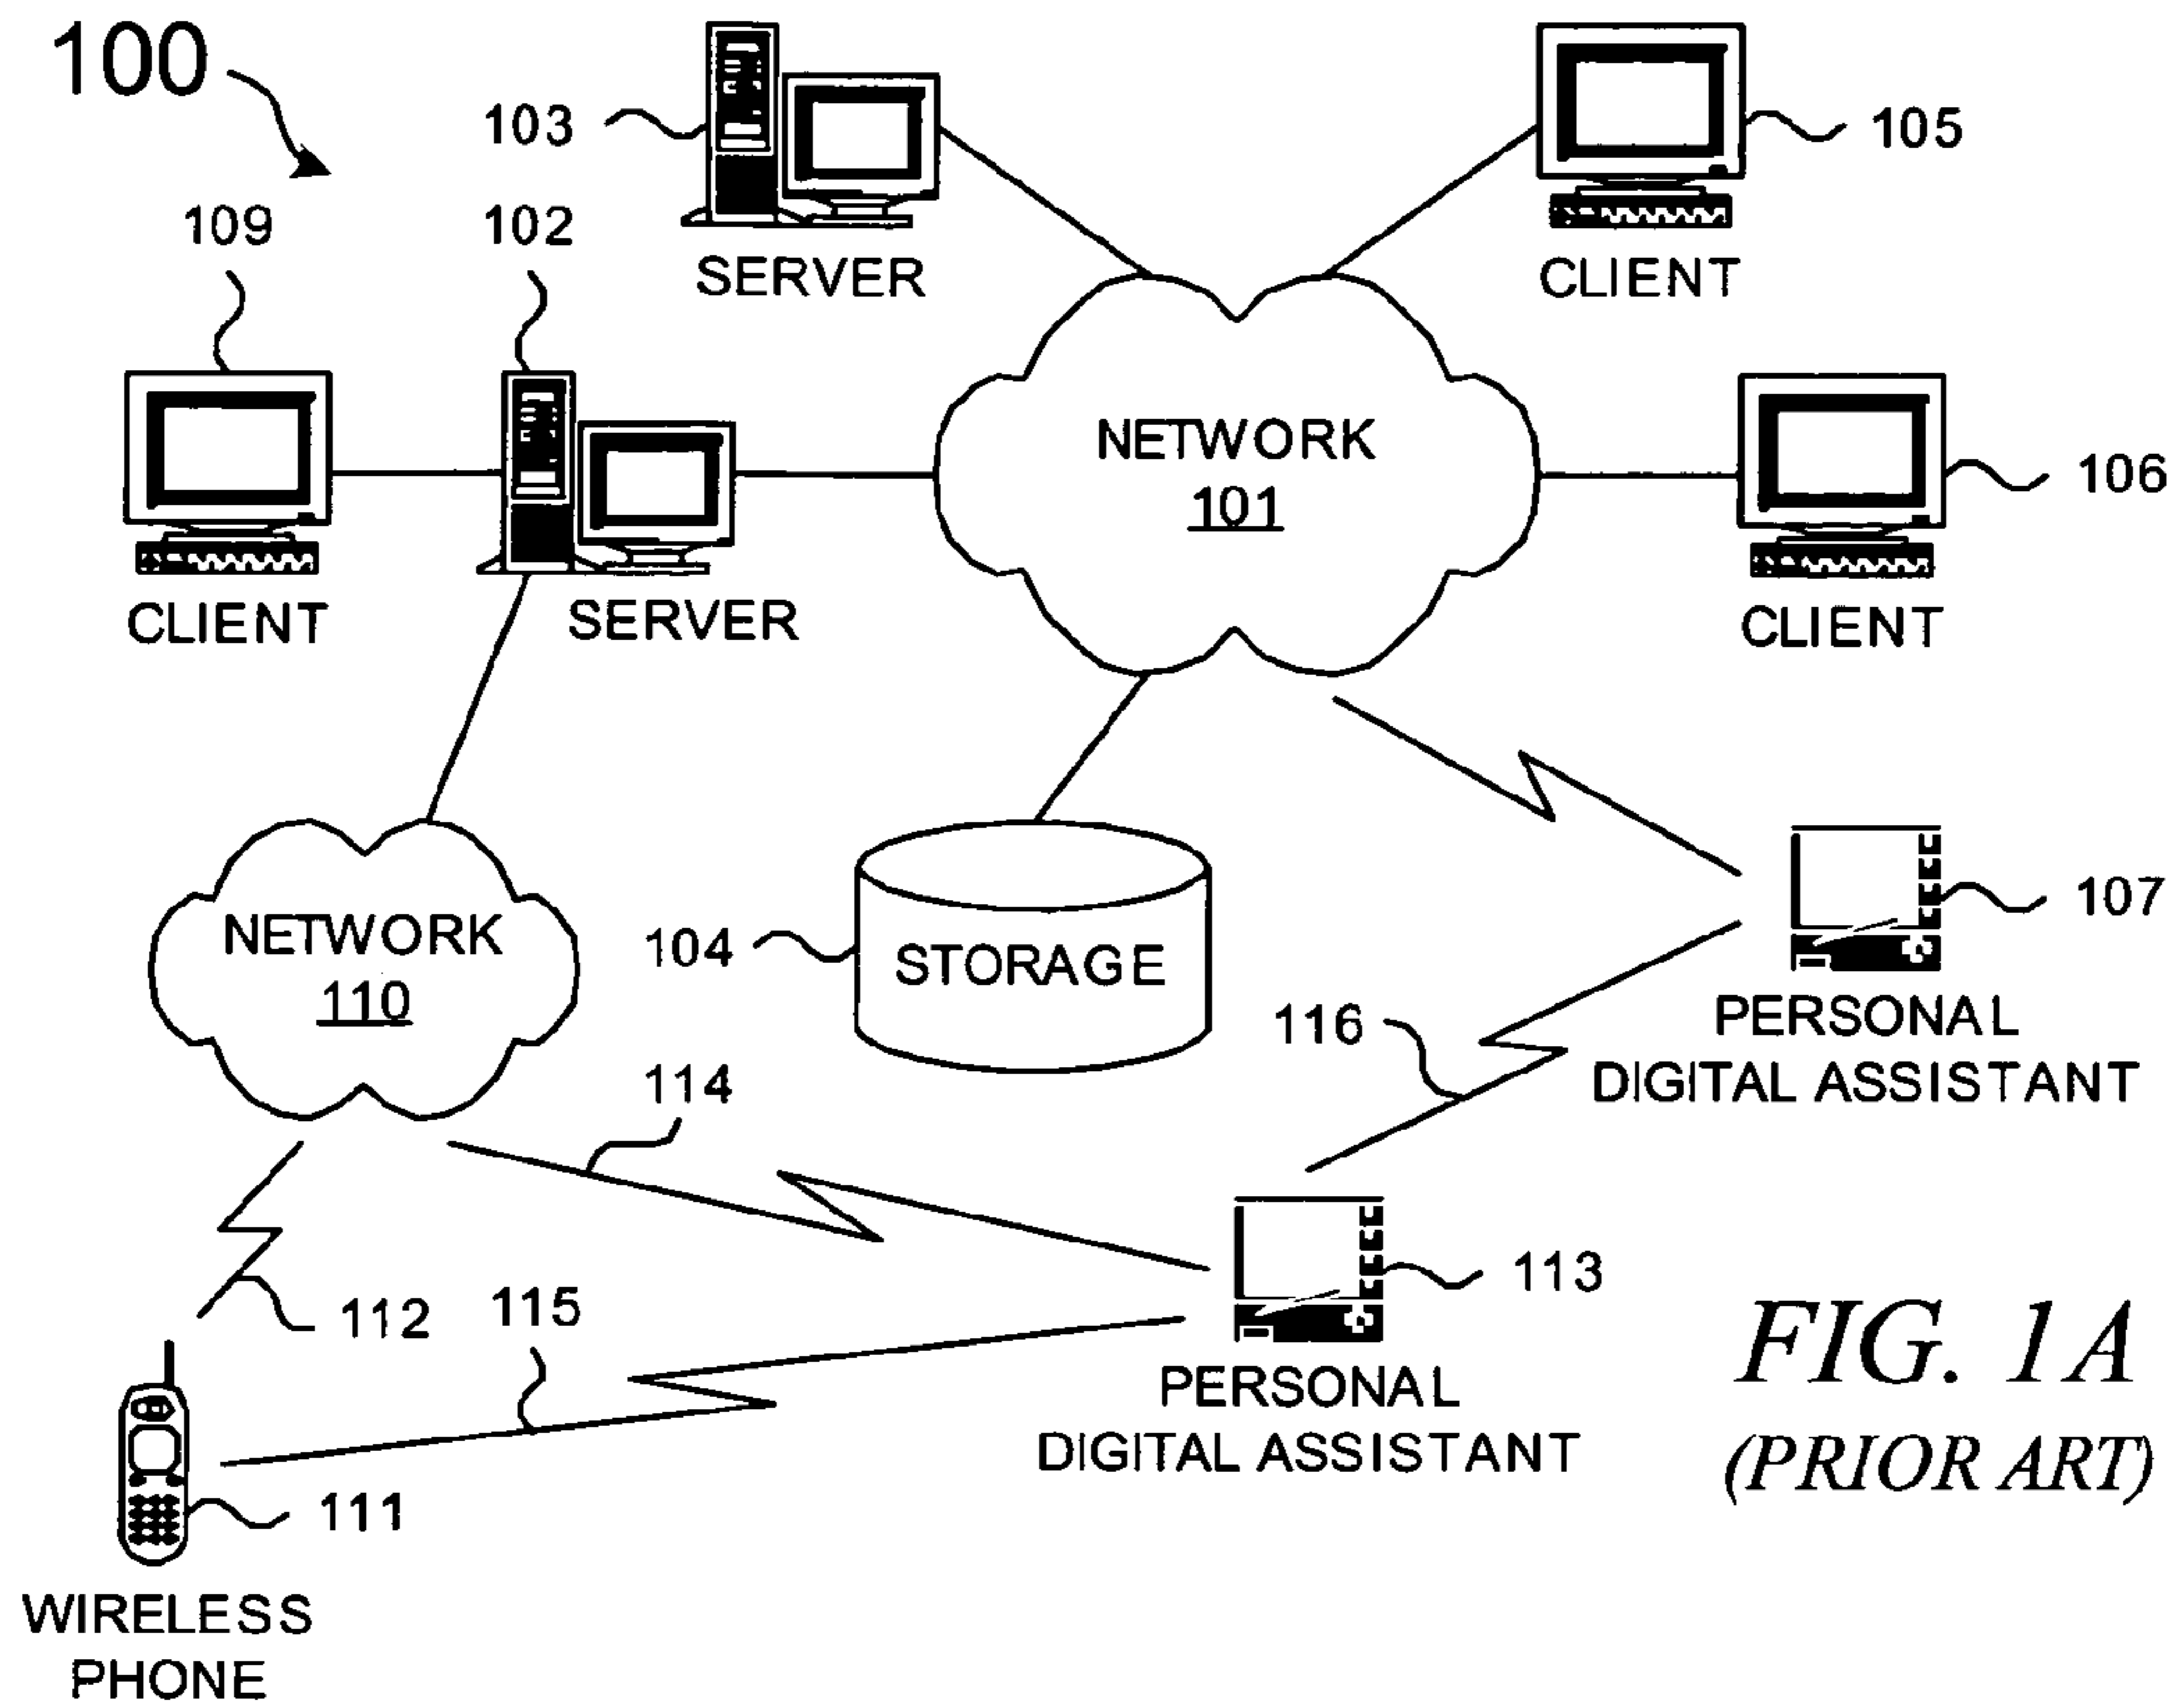 100
103
105
109
102
SERVER
CLIENT
NETWORK
101
106
CLIENT
SERVER
CLIENT
NETWORK
110
104
STORAGE
107
116
PERSONAL
DIGITAL ASSISTANT
114
113
112
115
PERSONAL
DIGITAL ASSISTANT
111
WIRELESS
PHONE
FIG. 1A
(PRIOR ART)